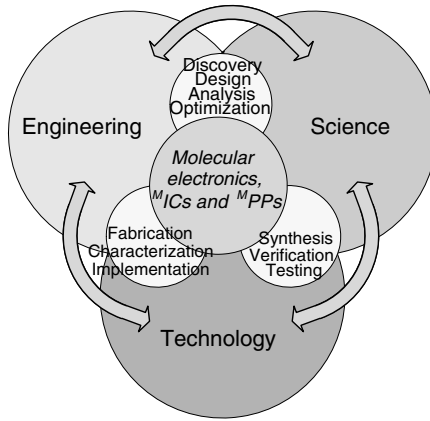 Discovery
Design
Analysis
Optimization
Engineering
Science
Molecular
electronics,
ᴹICs and ᴹPPs
Fabrication
Characterization
Implementation
Synthesis
Verification
Testing
Technology